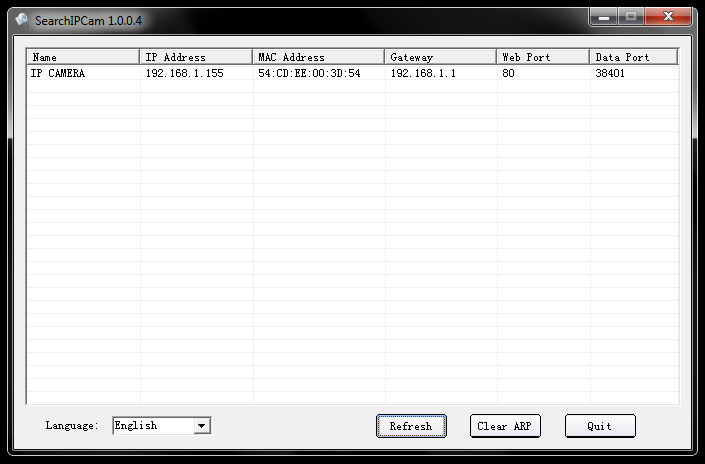 SearchIPCam 1.0.0.4
Name IP Address MAC Address Gateway Web Port Data Port
IP CAMERA 192.168.1.155 54:CD:EE:00:3D:54 192.168.1.1 80 38401
Language: English Refresh Clear ARP Quit